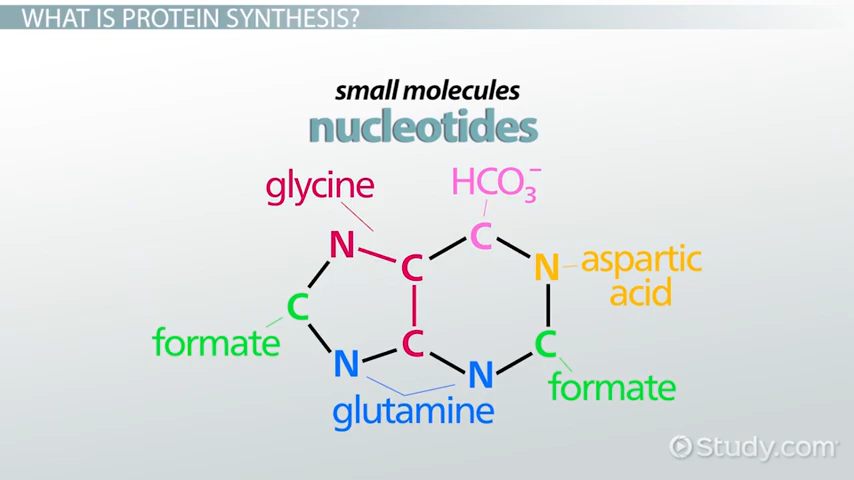 WHAT IS PROTEIN SYNTHESIS?
small molecules
nucleotides
glycine
HCO₃⁻
N
C
C
N
aspartic
acid
C
formate
C
C
N
N
formate
glutamine
Study.com